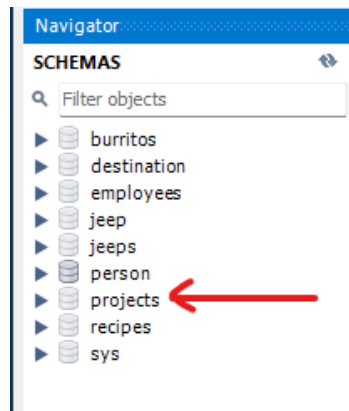 Navigator
SCHEMAS
Filter objects
burritos
destination
employees
jeep
jeeps
person
projects
recipes
sys